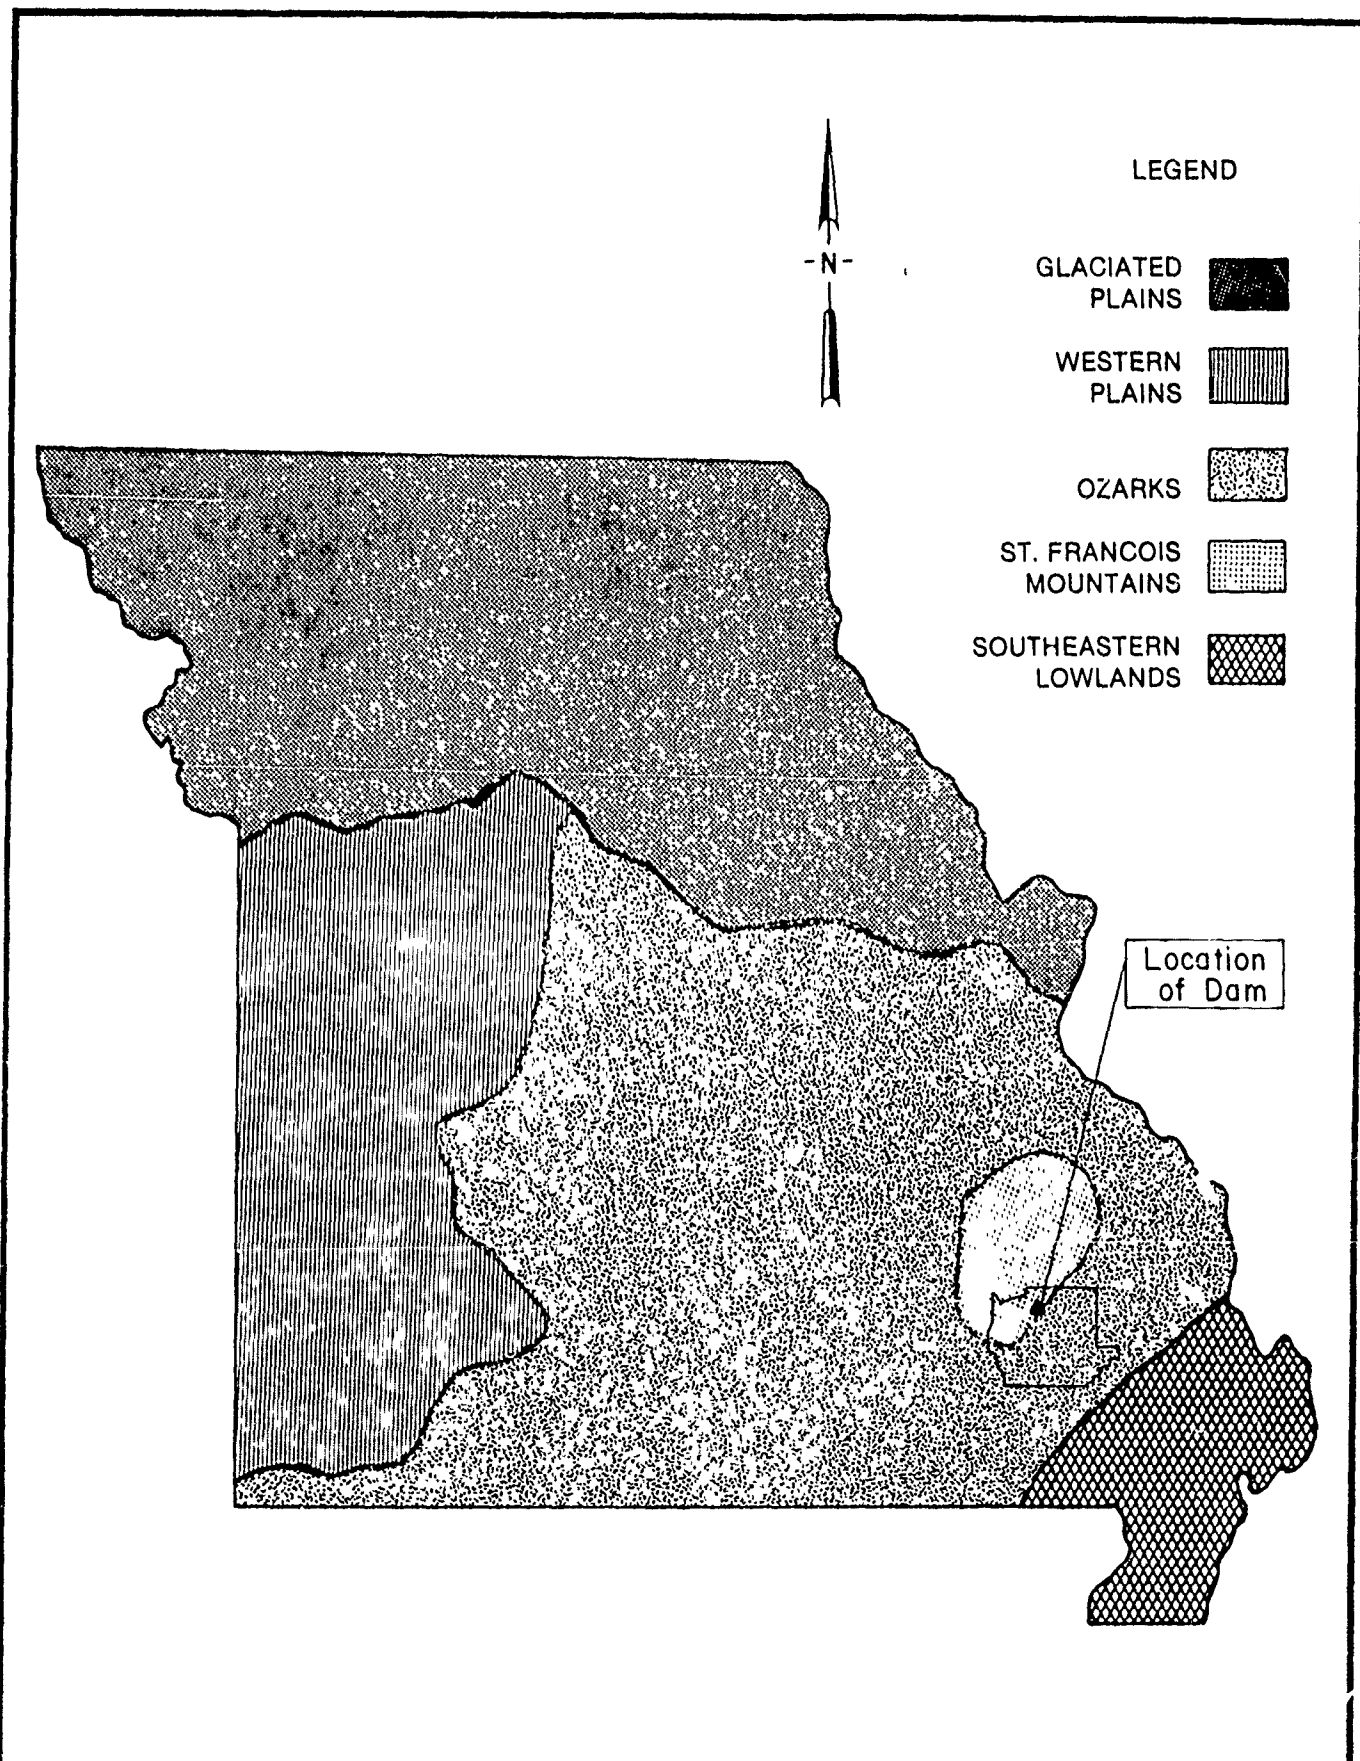 -N-
LEGEND
GLACIATED
PLAINS
WESTERN
PLAINS
OZARKS
ST. FRANCOIS
MOUNTAINS
SOUTHEASTERN
LOWLANDS
Location
of Dam